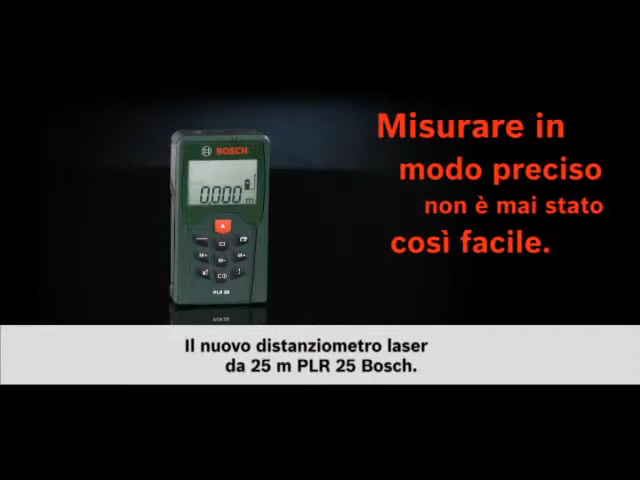 BOSCH
0.000 m
M+ M- M=
C
PLR 25
Misurare in
modo preciso
non è mai stato
così facile.
Il nuovo distanziometro laser
da 25 m PLR 25 Bosch.